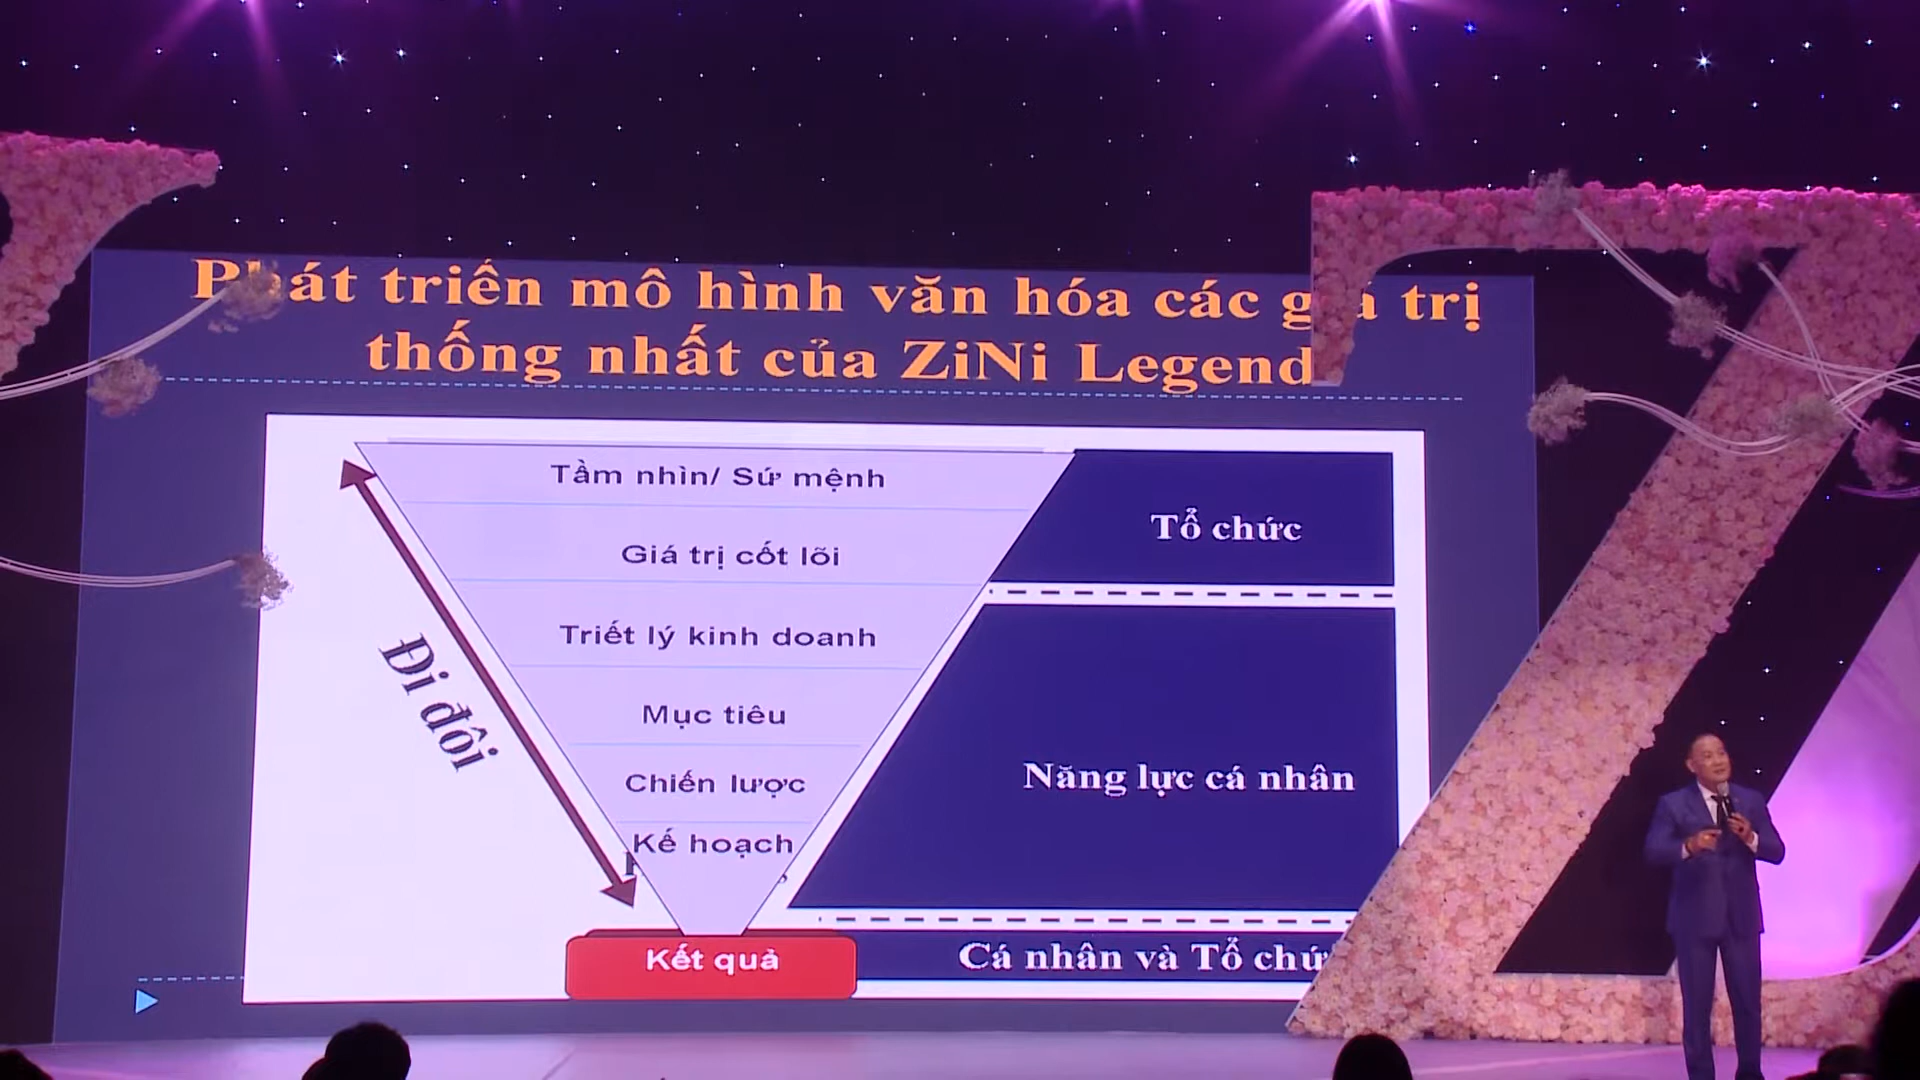 Phát triển mô hình văn hóa các giá trị
thống nhất của ZiNi Legend
Tầm nhìn/ Sứ mệnh
Giá trị cốt lõi
Triết lý kinh doanh
Mục tiêu
Chiến lược
Kế hoạch
Kết quả
Đi đôi
Tổ chức
Năng lực cá nhân
Cá nhân và Tổ chứ